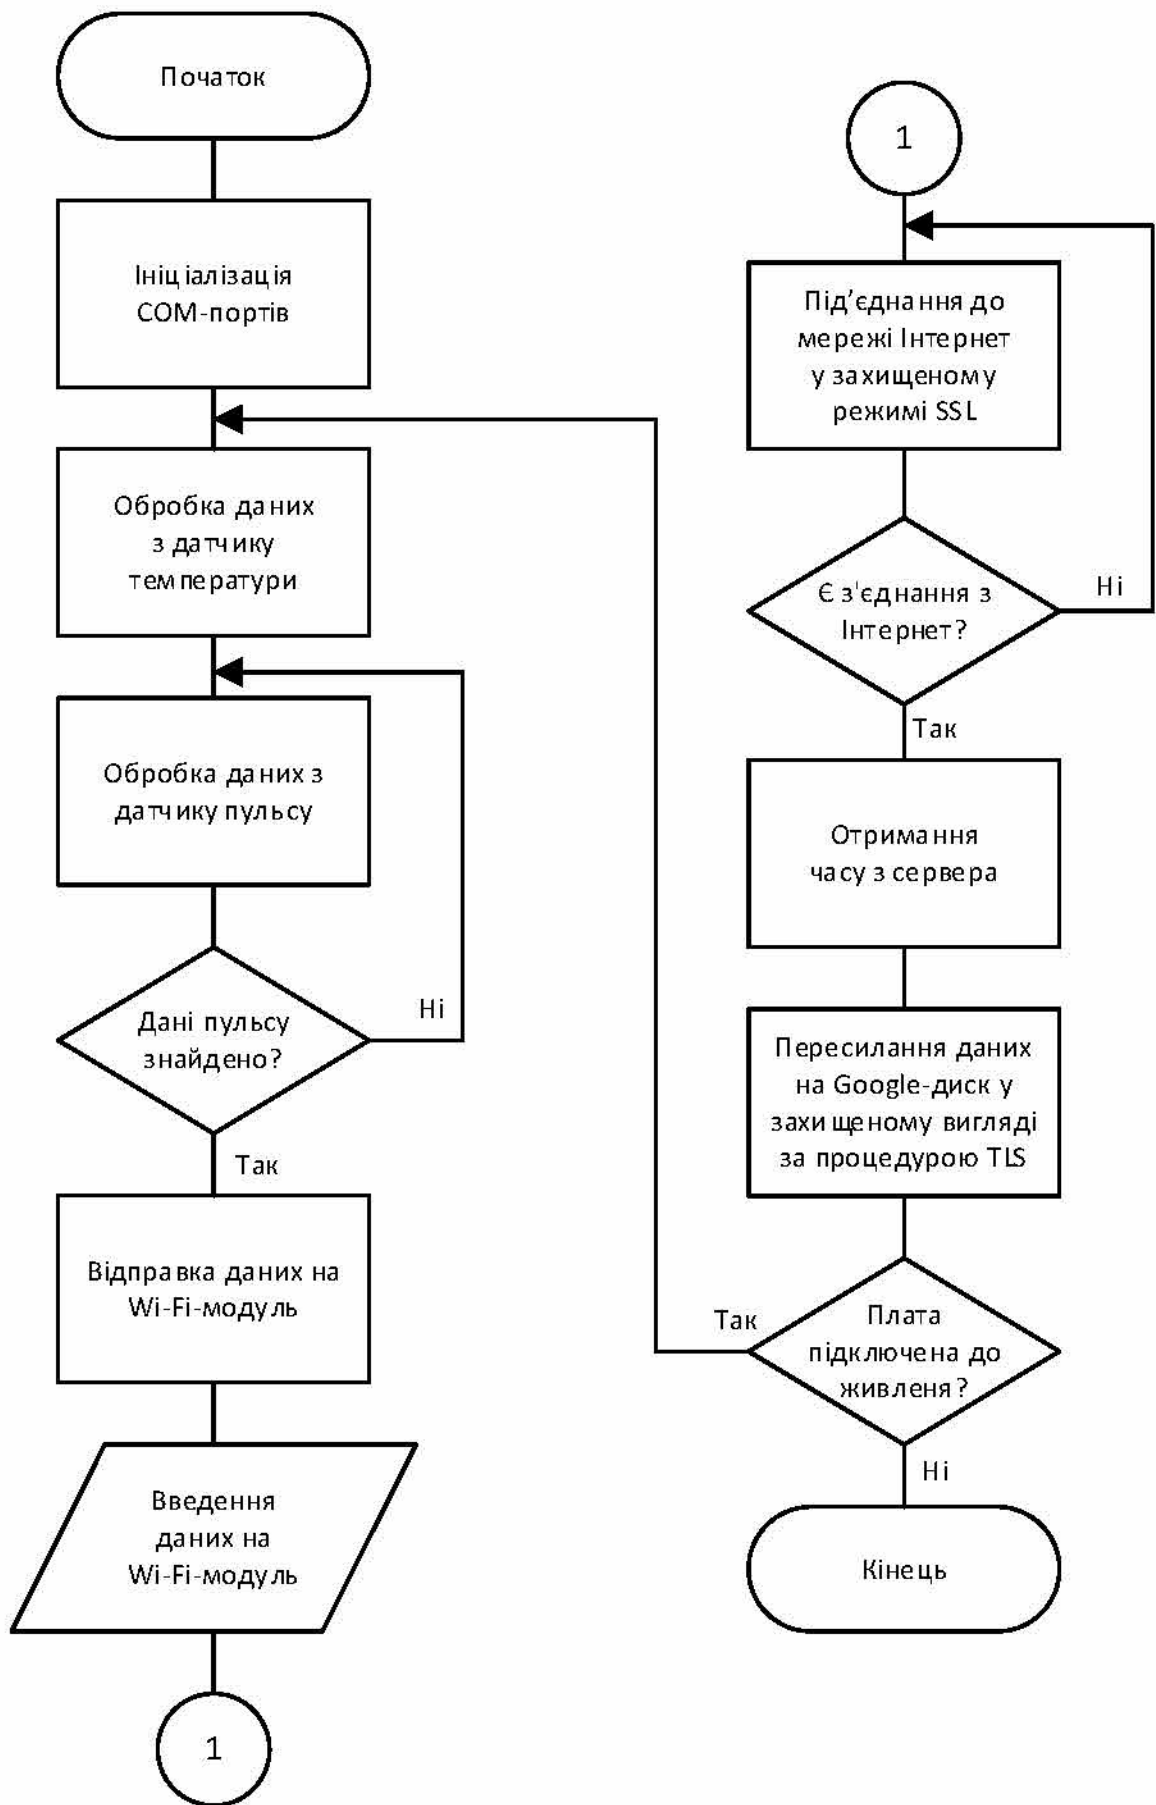 Початок
Ініціалізація
COM-портів
Обробка даних
з датчику
температури
Обробка даних з
датчику пульсу
Дані пульсу
знайдено?
Ні
Так
Відправка даних на
Wi-Fi-модуль
Введення
даних на
Wi-Fi-модуль
1
1
Під’єднання до
мережі Інтернет
у захищеному
режимі SSL
Є з'єднання з
Інтернет?
Ні
Так
Отримання
часу з сервера
Пересилання даних
на Google-диск у
захищеному вигляді
за процедурою TLS
Плата
підключена до
живленя?
Так
Ні
Кінець